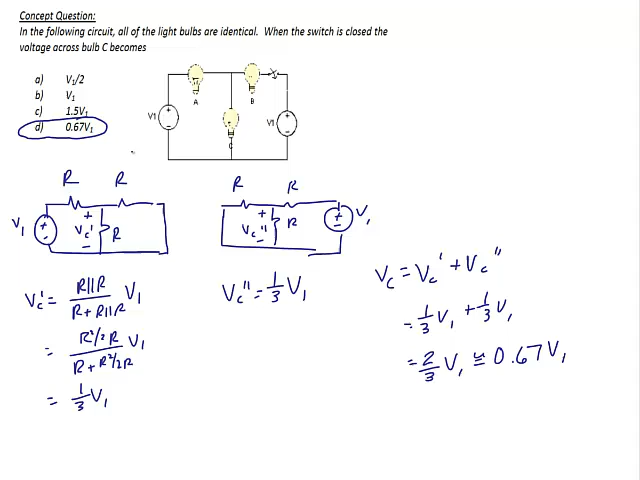 Concept Question:
In the following circuit, all of the light bulbs are identical. When the switch is closed the
voltage across bulb C becomes
a) V₁/2
b) V₁
c) 1.5V₁
d) 0.67V₁
A
B
V1
V1
C
R R
V₁ + − Vc' + − R
R R
Vc'' + − R + − V₁
Vc' = R||R / (R + R||R) V₁
= R²/2R / (R + R²/2R) V₁
= 1/3 V₁
Vc'' = 1/3 V₁
Vc = Vc' + Vc''
= 1/3 V₁ + 1/3 V₁
= 2/3 V₁ ≅ 0.67 V₁